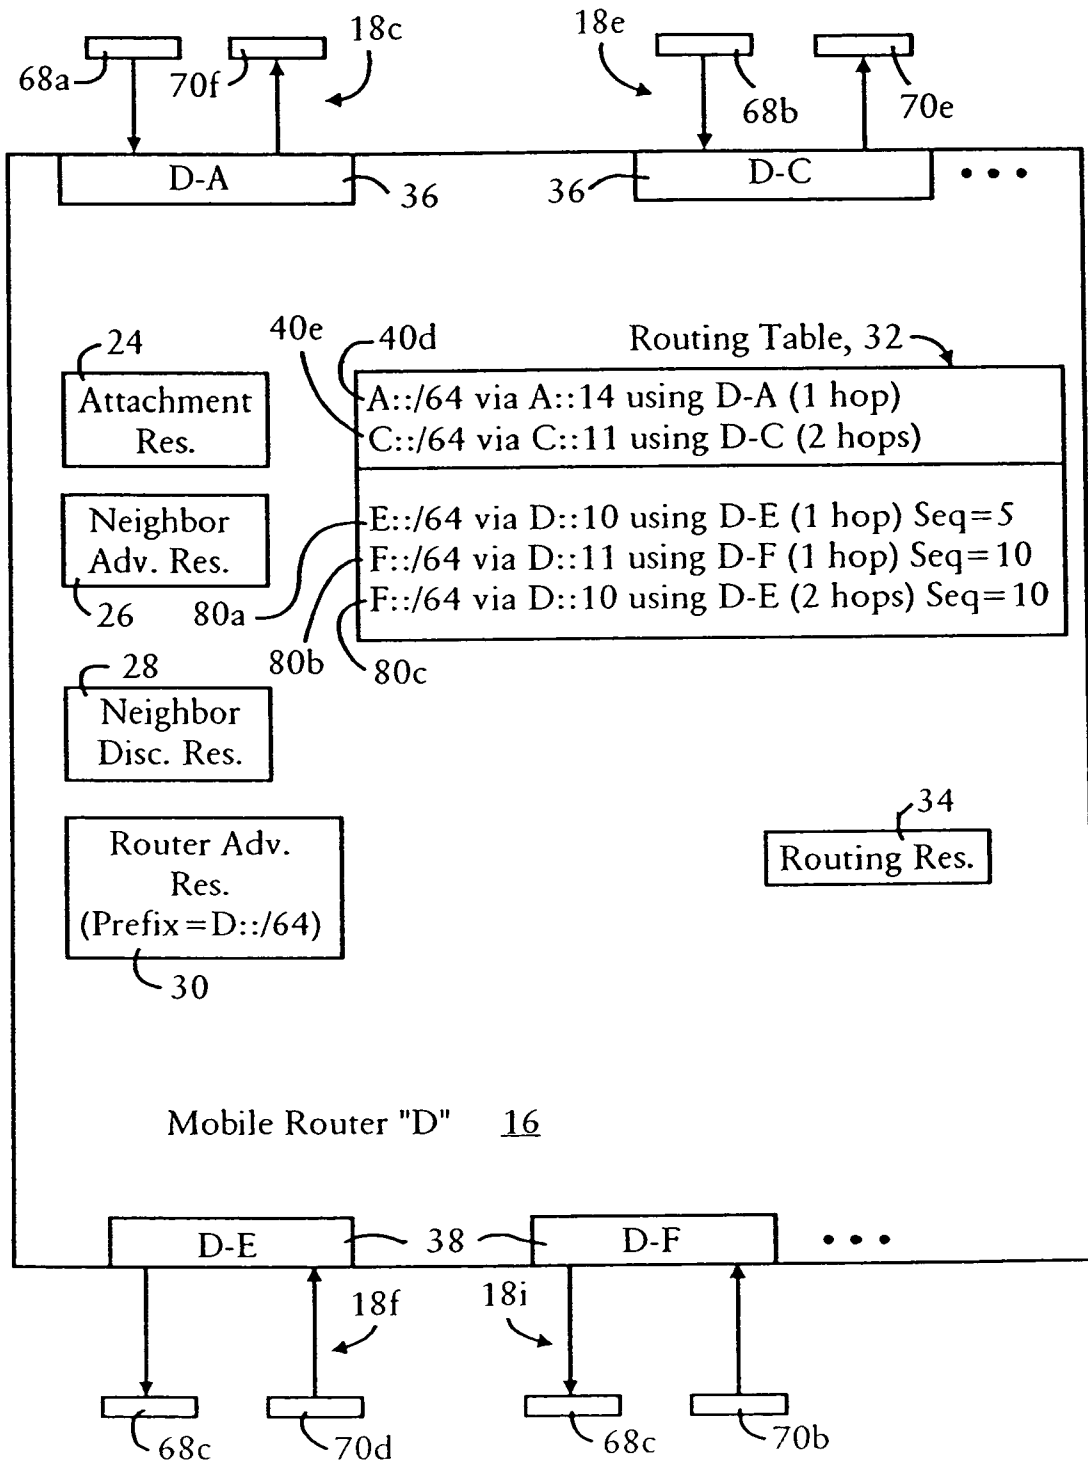 18c
18e
68a
70f
68b
70e
D-A
36
36
D-C
• • •
24
Attachment
Res.
40e
40d
Routing Table, 32
A::/64 via A::14 using D-A (1 hop)
C::/64 via C::11 using D-C (2 hops)
E::/64 via D::10 using D-E (1 hop) Seq=5
F::/64 via D::11 using D-F (1 hop) Seq=10
F::/64 via D::10 using D-E (2 hops) Seq=10
Neighbor
Adv. Res.
26
80a
80b
80c
28
Neighbor
Disc. Res.
34
Routing Res.
Router Adv.
Res.
(Prefix=D::/64)
30
Mobile Router "D" 16
D-E
38
D-F
• • •
18f
18i
68c
70d
68c
70b